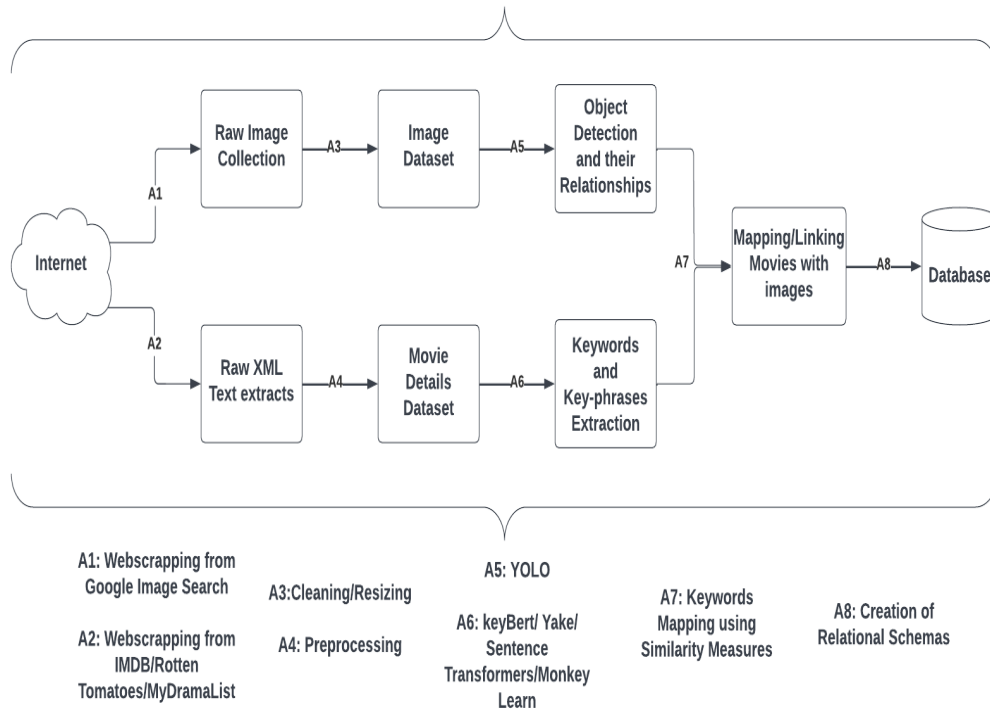 Raw Image
Collection
A3
Image
Dataset
A5
Object
Detection
and their
Relationships
A1
Internet
A7
Mapping/Linking
Movies with
images
A8
Database
A2
Raw XML
Text extracts
A4
Movie
Details
Dataset
A6
Keywords
and
Key-phrases
Extraction
A1: Webscrapping from
Google Image Search
A2: Webscrapping from
IMDB/Rotten
Tomatoes/MyDramaList
A3:Cleaning/Resizing
A4: Preprocessing
A5: YOLO
A6: keyBert/ Yake/
Sentence
Transformers/Monkey
Learn
A7: Keywords
Mapping using
Similarity Measures
A8: Creation of
Relational Schemas